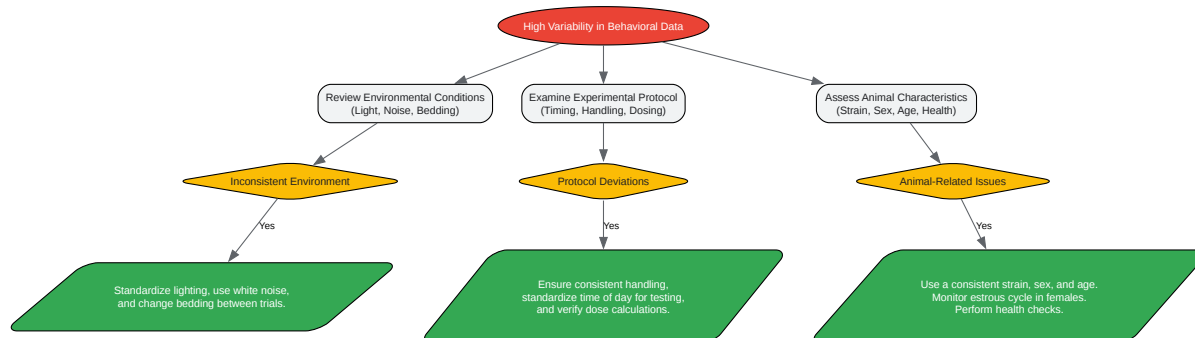 High Variability in Behavioral Data
Review Environmental Conditions
(Light, Noise, Bedding)
Examine Experimental Protocol
(Timing, Handling, Dosing)
Assess Animal Characteristics
(Strain, Sex, Age, Health)
Inconsistent Environment
Protocol Deviations
Animal-Related Issues
Yes
Yes
Yes
Standardize lighting, use white noise,
and change bedding between trials.
Ensure consistent handling,
standardize time of day for testing,
and verify dose calculations.
Use a consistent strain, sex, and age.
Monitor estrous cycle in females.
Perform health checks.